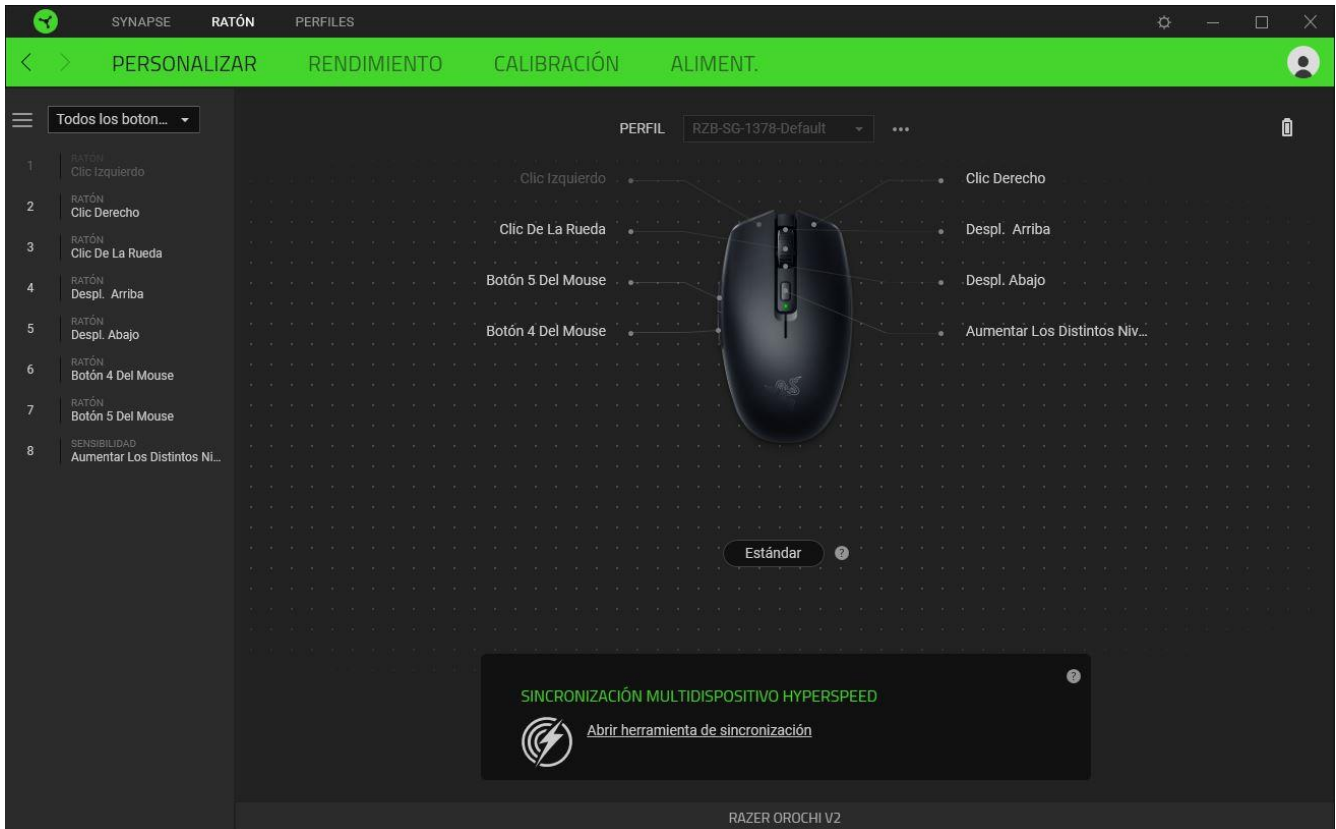 SYNAPSE RATÓN PERFILES
PERSONALIZAR RENDIMIENTO CALIBRACIÓN ALIMENT.
Todos los boton...
PERFIL RZB-SG-1378-Default
1 RATÓN
Clic Izquierdo
2 RATÓN
Clic Derecho
3 RATÓN
Clic De La Rueda
4 RATÓN
Despl. Arriba
5 RATÓN
Despl. Abajo
6 RATÓN
Botón 4 Del Mouse
7 RATÓN
Botón 5 Del Mouse
8 SENSIBILIDAD
Aumentar Los Distintos Ni...
Clic Izquierdo Clic Derecho
Clic De La Rueda Despl. Arriba
Botón 5 Del Mouse Despl. Abajo
Botón 4 Del Mouse Aumentar Los Distintos Niv...
Estándar ?
?
SINCRONIZACIÓN MULTIDISPOSITIVO HYPERSPEED
Abrir herramienta de sincronización
RAZER OROCHI V2